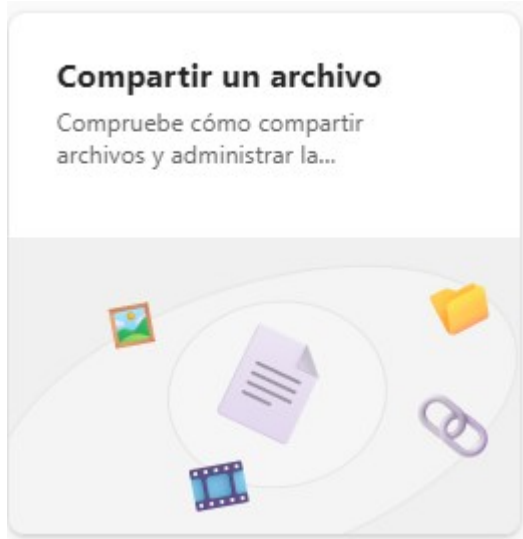 Compartir un archivo
Compruebe cómo compartir
archivos y administrar la...